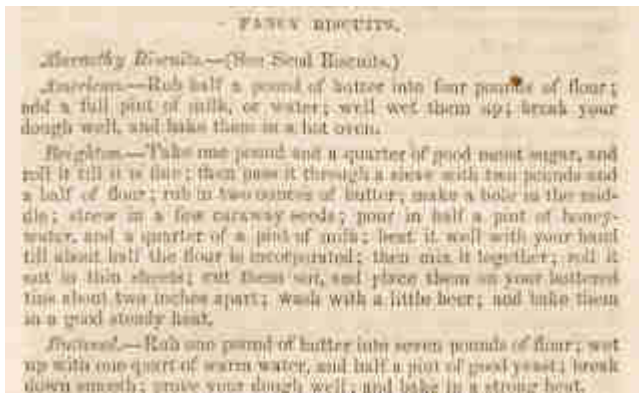 FANCY BISCUITS.
Abernethy Biscuits.—(See Seed Biscuits.)
American.—Rub half a pound of butter into four pounds of flour;
add a full pint of milk, or water; well wet them up; break your
dough well, and bake them in a hot oven.
Brighton.—Take one pound and a quarter of good moist sugar, and
roll it till it is fine; then pass it through a sieve with two pounds and
a half of flour; rub in two ounces of butter; make a hole in the mid-
dle; strew in a few caraway seeds; pour in half a pint of honey-
water, and a quarter of a pint of milk; beat it well with your hand
till about half the flour is incorporated; then mix it together; roll it
out in thin sheets; cut them out, and place them on your buttered
tins about two inches apart; wash with a little beer; and bake them
in a good steady heat.
Rub one pound of butter into seven pounds of flour; wet
up with one quart of warm water, and half a pint of good yeast; break
down smooth; prove your dough well; and bake in a strong heat.